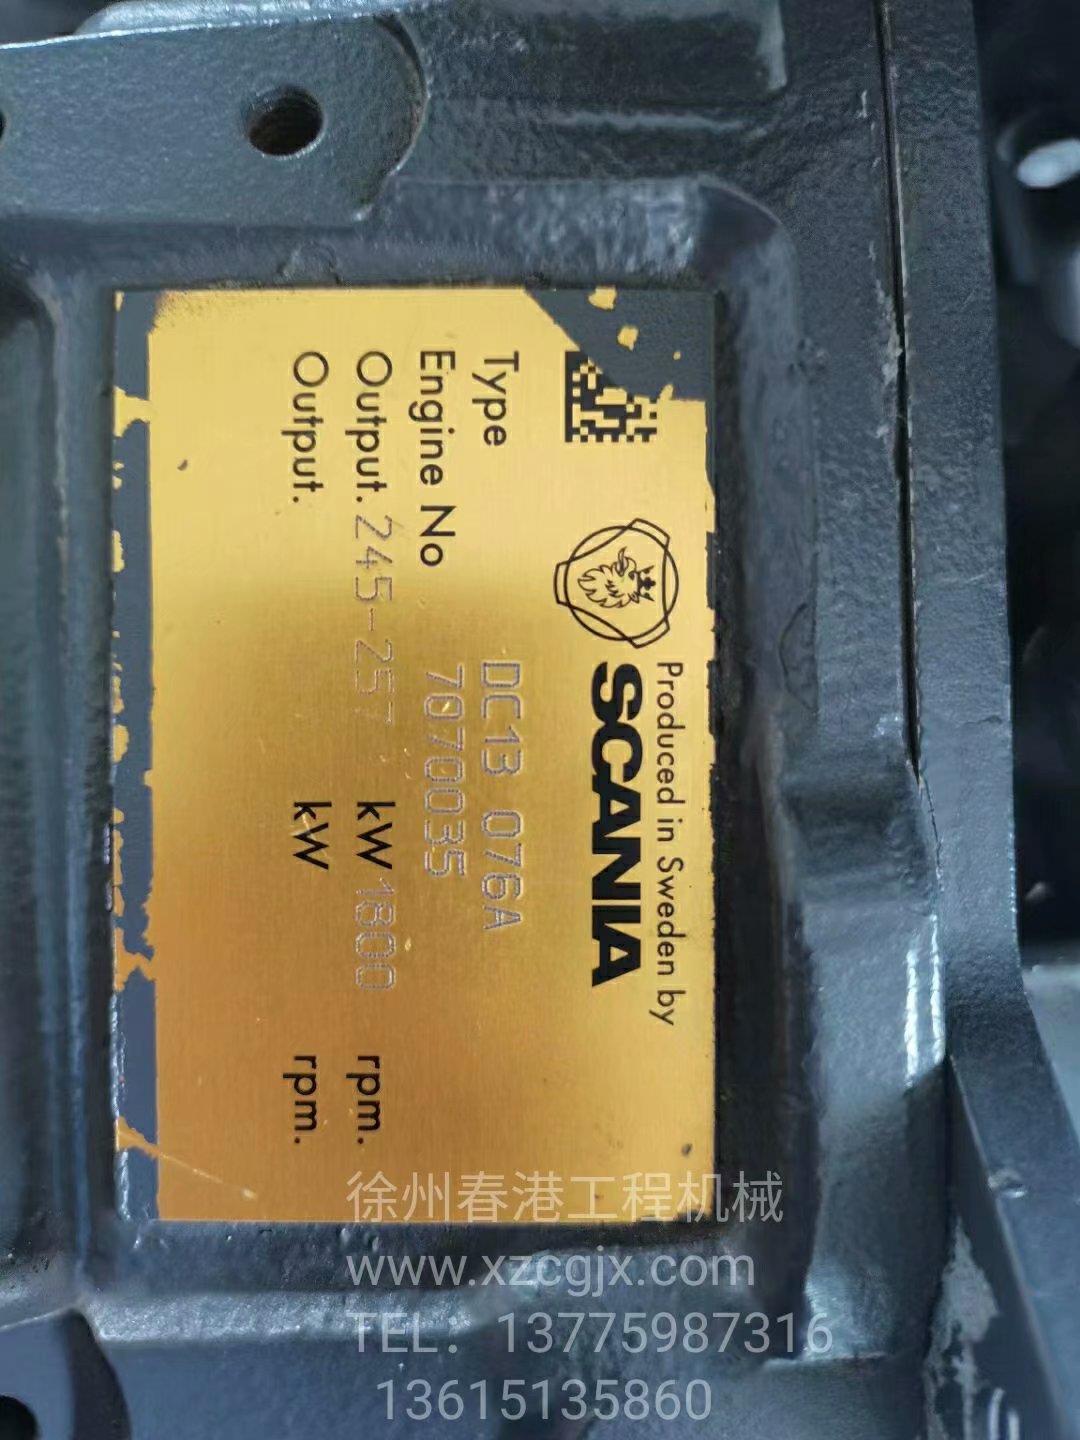 Produced in Sweden by
SCANIA
Type DC13 076A
Engine No 7070035
Output. 245-257 kW 1800 rpm.
Output. kW rpm.
徐州春港工程机械
www.xzcgjx.com
TEL：13775987316
13615135860